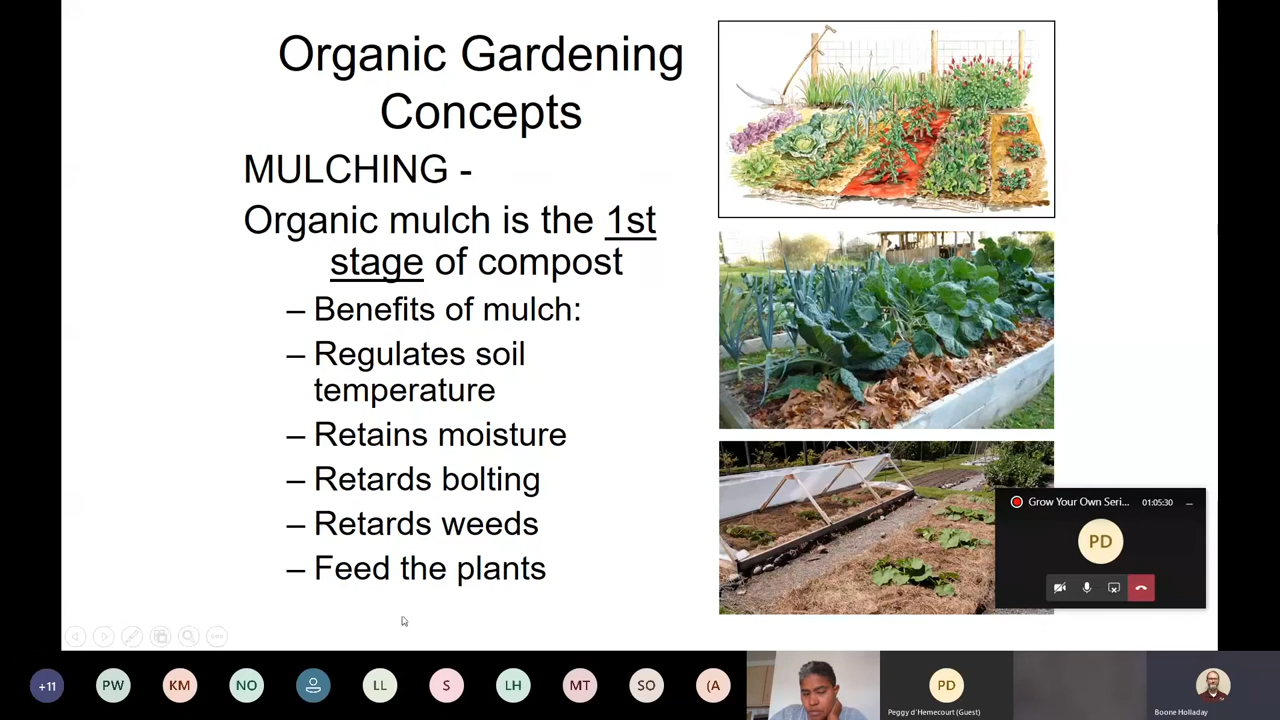 Organic Gardening
Concepts
MULCHING -
Organic mulch is the 1st
stage of compost
– Benefits of mulch:
– Regulates soil
temperature
– Retains moisture
– Retards bolting
– Retards weeds
– Feed the plants
Grow Your Own Seri... 01:05:30
PD
+11 PW KM NO LL S LH MT SO (A PD
Peggy d'Hemecourt (Guest)
Boone Holladay